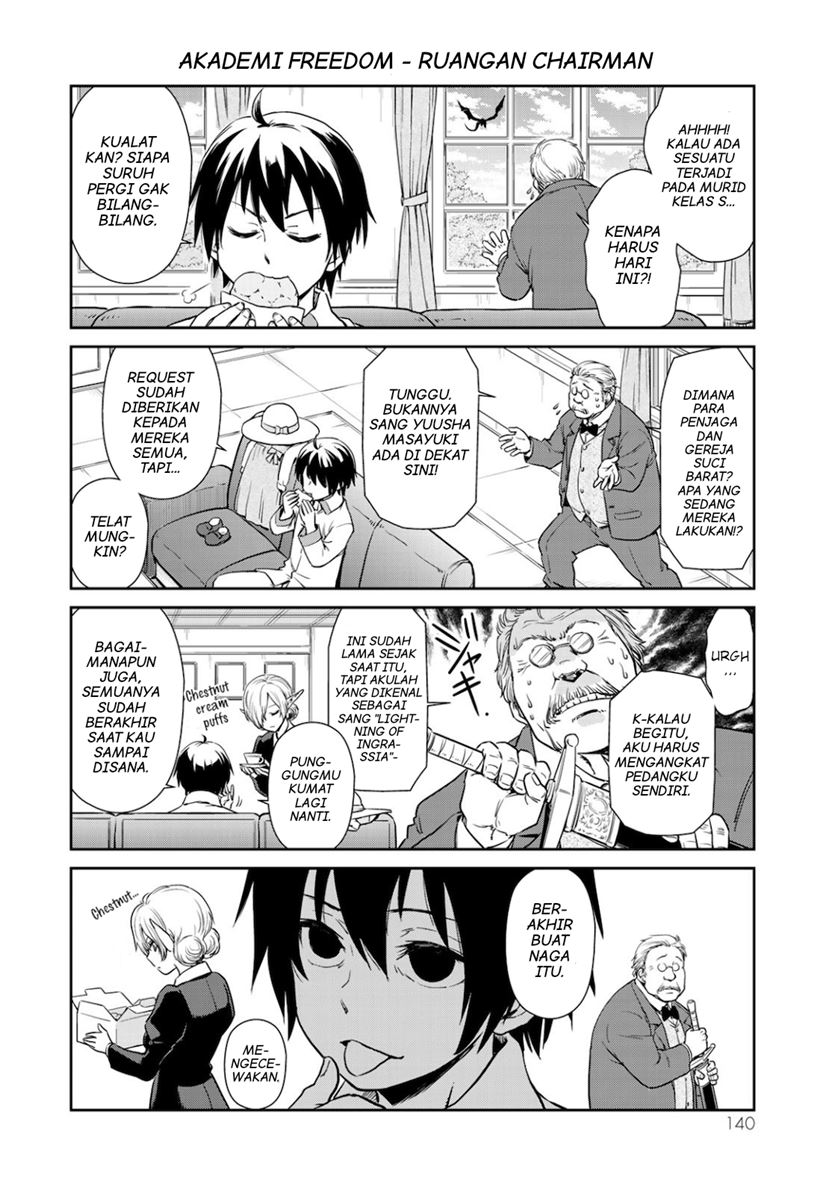 AKADEMI FREEDOM - RUANGAN CHAIRMAN
AHHHH!
KALAU ADA
SESUATU
TERJADI
PADA MURID
KELAS S...
KENAPA
HARUS
HARI
INI?!
KUALAT
KAN? SIAPA
SURUH
PERGI GAK
BILANG-
BILANG.
DIMANA
PARA
PENJAGA
DAN
GEREJA
SUCI
BARAT?
APA YANG
SEDANG
MEREKA
LAKUKAN!?
TUNGGU.
BUKANNYA
SANG YUUSHA
MASAYUKI
ADA DI DEKAT
SINI!
REQUEST
SUDAH
DIBERIKAN
KEPADA
MEREKA
SEMUA,
TAPI...
TELAT
MUNG-
KIN?
URGH
,,,
K-KALAU
BEGITU,
AKU HARUS
MENGANGKAT
PEDANGKU
SENDIRI.
INI SUDAH
LAMA SEJAK
SAAT ITU,
TAPI AKULAH
YANG DIKENAL
SEBAGAI
SANG "LIGHT-
NING OF
INGRA-
SSIA"-
PUNG-
GUNGMU
KUMAT
LAGI
NANTI.
Chestnut
cream
puffs
BAGAI-
MANAPUN
JUGA,
SEMUANYA
SUDAH
BERAKHIR
SAAT KAU
SAMPAI
DISANA.
BER-
AKHIR
BUAT
NAGA
ITU.
Chestnut...
ME-
NGECE-
WAKAN.
140